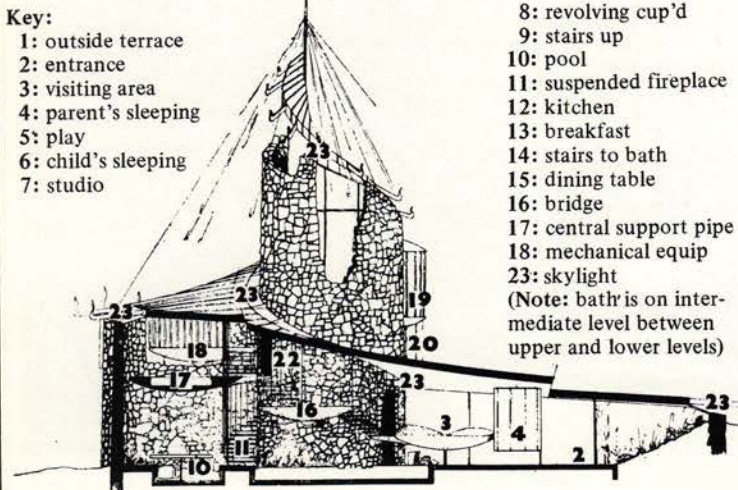 Key:
1: outside terrace
2: entrance
3: visiting area
4: parent's sleeping
5: play
6: child's sleeping
7: studio
8: revolving cup'd
9: stairs up
10: pool
11: suspended fireplace
12: kitchen
13: breakfast
14: stairs to bath
15: dining table
16: bridge
17: central support pipe
18: mechanical equip
23: skylight
(Note: bath is on inter-
mediate level between
upper and lower levels)
23
19
23
23
20
18
22
23
17
16
3
4
23
11
10
2